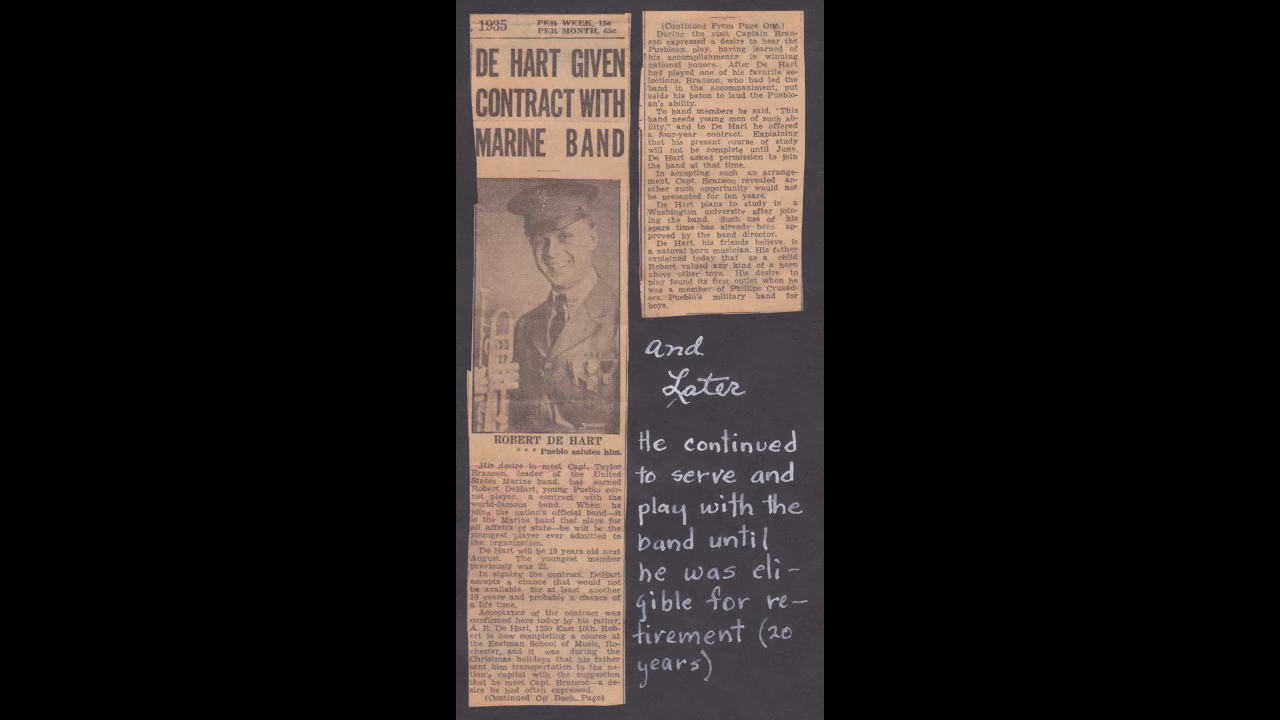 , 1935
PER WEEK, 15c
PER MONTH, 65c
DE HART GIVEN
CONTRACT WITH
MARINE BAND
ROBERT DE HART
* * * Pueblo salutes him.
His desire to meet Capt. Taylor
Branson, leader of the United
States Marine band, has earned
Robert DeHart, young Pueblo cor-
net player, a contract with the
world-famous band. When he
joins the nation's official band—it
is the Marine band that plays for
all affairs of state—he will be the
youngest player ever admitted to
the organization.
De Hart will be 19 years old next
August. The youngest member
previously was 22.
In signing the contract, DeHart
accepts a chance that would not
be available for at least another
10 years and probably a chance of
a life time.
Acceptance of the contract was
confirmed here today by his father,
A. R. De Hart, 1230 East 10th. Rob-
ert is now completing a course at
the Eastman School of Music, Ro-
chester, and it was during the
Christmas holidays that his father
sent him transportation to the na-
tion's capital with the suggestion
that he meet Capt. Branson—a de-
sire he had often expressed.
(Continued On Back Page)
(Continued From Page One.)
During the visit Captain Bran-
son expressed a desire to hear the
Puebloan play, having learned of
his accomplishments in winning
national honors. After De Hart
had played one of his favorite se-
lections, Branson, who had led the
band in the accompaniment, put
aside his baton to laud the Pueblo-
an's ability.
To band members he said, "This
band needs young men of such ab-
ility," and to De Hart he offered
a four-year contract. Explaining
that his present course of study
will not be complete until June,
De Hart asked permission to join
the band at that time.
In accepting such an arrange-
ment, Capt. Branson revealed an-
other such opportunity would not
be presented for ten years.
De Hart plans to study in a
Washington university after join-
ing the band. Such use of his
spare time has already been ap-
proved by the band director.
De Hart, his friends believe, is
a natural born musician. His father
explained today that as a child
Robert valued any kind of a horn
above other toys. His desire to
play found its first outlet when he
was a member of Phillips Crusad-
ers, Pueblo's military band for
boys.
and
Later
He continued
to serve and
play with the
band until
he was eli-
gible for re-
tirement (20
years)